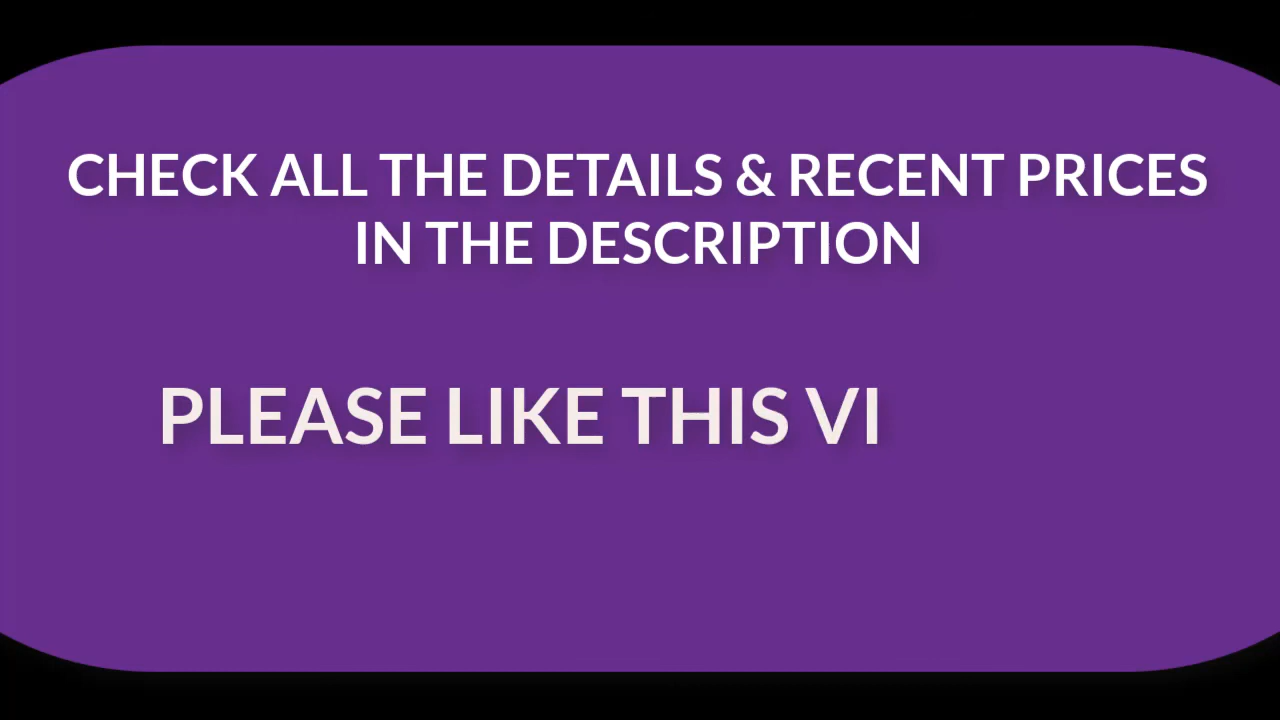 CHECK ALL THE DETAILS & RECENT PRICES
IN THE DESCRIPTION
PLEASE LIKE THIS VI